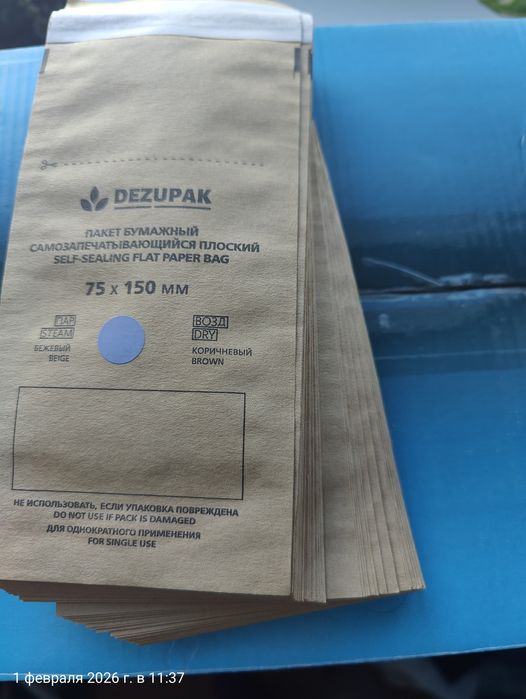 DEZUPAK
ПАКЕТ БУМАЖНЫЙ
САМОЗАПЕЧАТЫВАЮЩИЙСЯ ПЛОСКИЙ
SELF-SEALING FLAT PAPER BAG
75 x 150 мм
ПАР
STEAM
БЕЖЕВЫЙ
BEIGE
ВОЗД
DRY
КОРИЧНЕВЫЙ
BROWN
НЕ ИСПОЛЬЗОВАТЬ, ЕСЛИ УПАКОВКА ПОВРЕЖДЕНА
DO NOT USE IF PACK IS DAMAGED
ДЛЯ ОДНОКРАТНОГО ПРИМЕНЕНИЯ
FOR SINGLE USE
1 февраля 2026 г. в 11:37